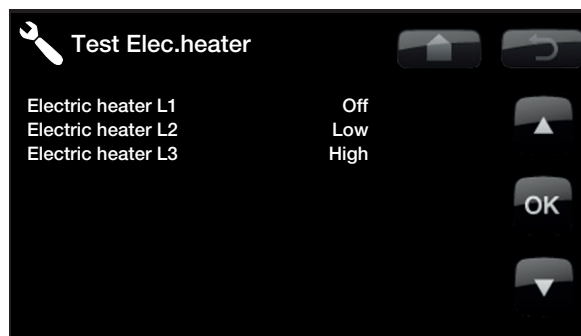 Test Elec.heater
Electric heater L1 Off
Electric heater L2 Low
Electric heater L3 High
OK